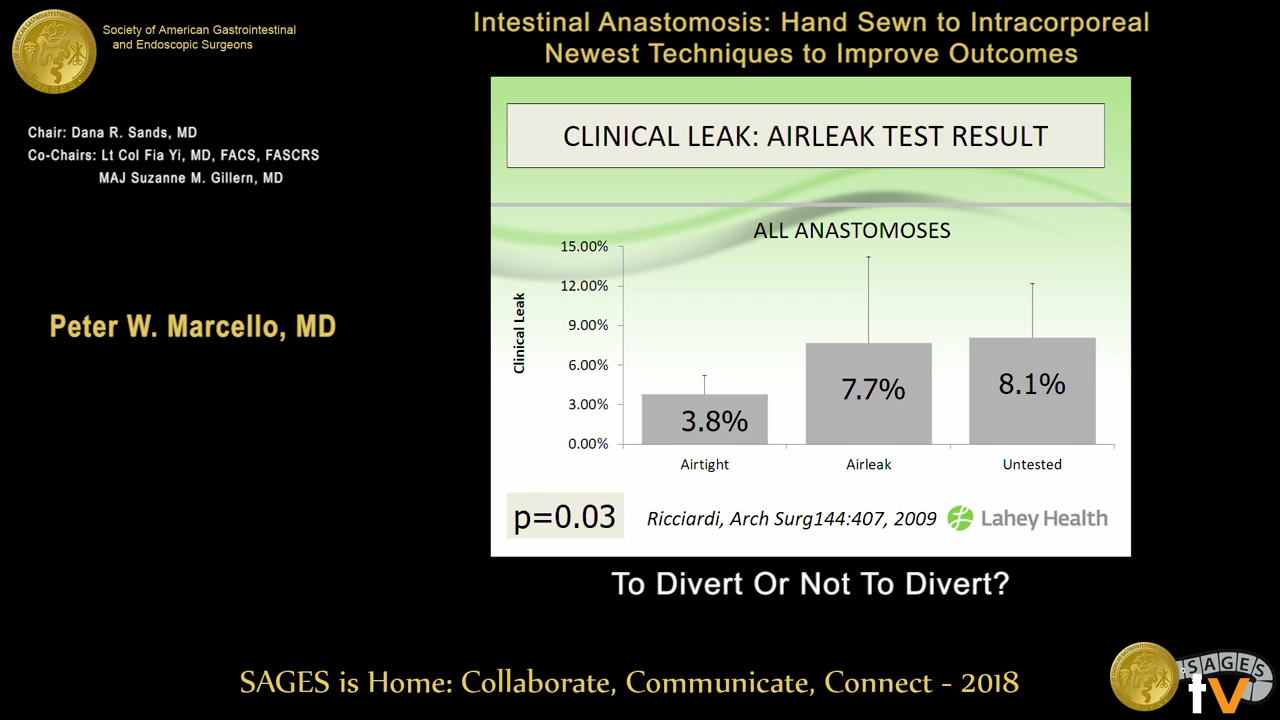 Society of American Gastrointestinal
and Endoscopic Surgeons
Intestinal Anastomosis: Hand Sewn to Intracorporeal
Newest Techniques to Improve Outcomes
Chair: Dana R. Sands, MD
Co-Chairs: Lt Col Fia Yi, MD, FACS, FASCRS
MAJ Suzanne M. Gillern, MD
Peter W. Marcello, MD
CLINICAL LEAK: AIRLEAK TEST RESULT
ALL ANASTOMOSES
Clinical Leak
15.00%
12.00%
9.00%
6.00%
3.00%
0.00%
3.8%
7.7%
8.1%
Airtight
Airleak
Untested
p=0.03
Ricciardi, Arch Surg144:407, 2009
Lahey Health
To Divert Or Not To Divert?
SAGES is Home: Collaborate, Communicate, Connect - 2018
SAGES
tv